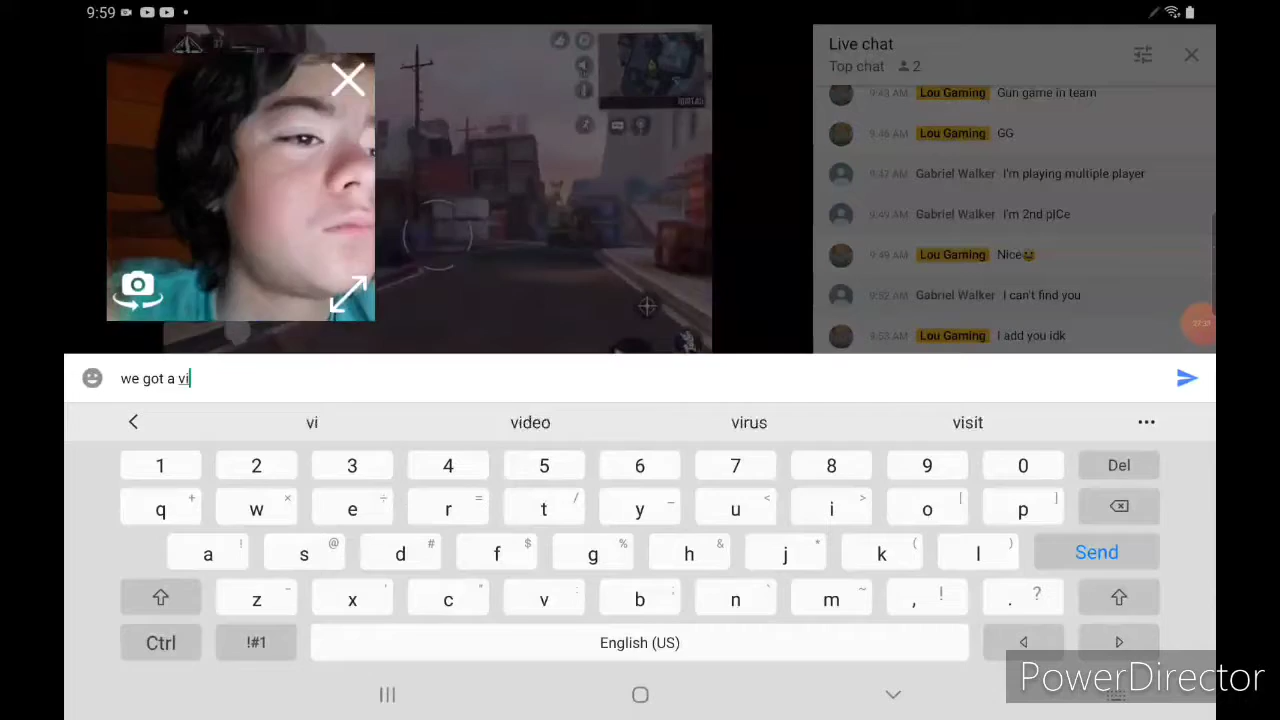 9:59
Live chat
Top chat 2
9:43 AM Lou Gaming Gun game in team
9:46 AM Lou Gaming GG
9:47 AM Gabriel Walker I'm playing multiple player
9:49 AM Gabriel Walker I'm 2nd plCe
9:49 AM Lou Gaming Nice😄
9:52 AM Gabriel Walker I can't find you
9:53 AM Lou Gaming I add you idk
we got a vi
vi video virus visit
1 2 3 4 5 6 7 8 9 0 Del
q + w × e ÷ r = t / y _ u < i > o [ p ]
a ! s @ d # f $ g % h & j * k ( l ) Send
z - x ' c " v : b ; n ` m ~ , ! . ?
Ctrl !#1 English (US)
PowerDirector